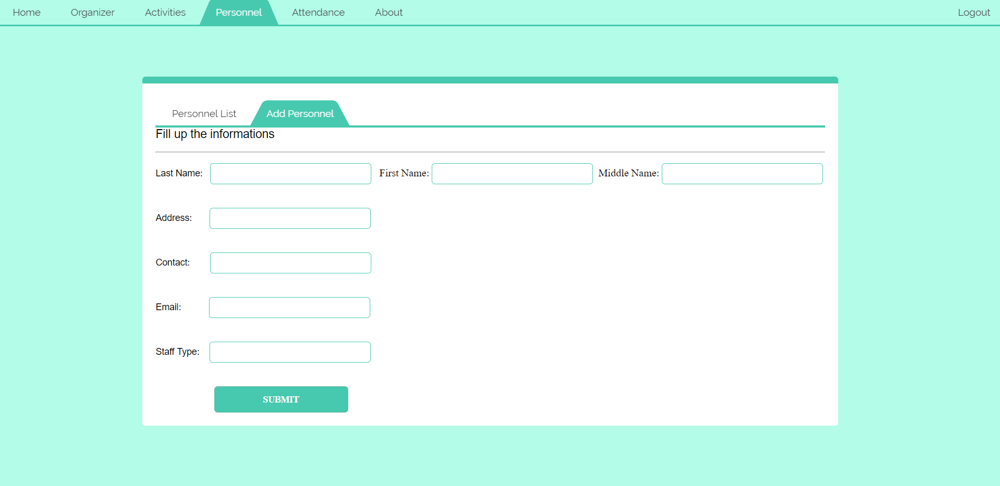 Home Organizer Activities Personnel Attendance About Logout
Personnel List Add Personnel
Fill up the informations
Last Name: First Name: Middle Name:
Address:
Contact:
Email:
Staff Type:
SUBMIT